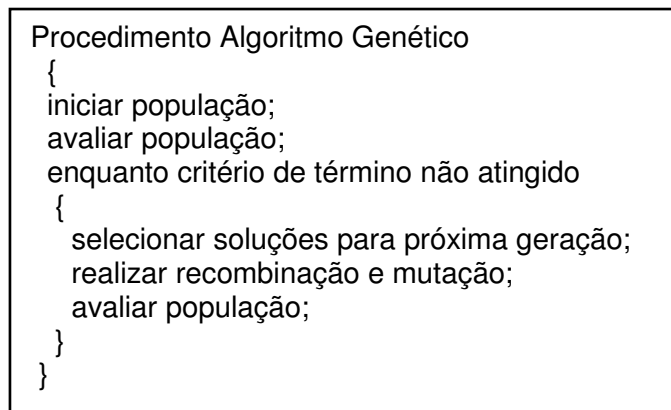 Procedimento Algoritmo Genético
{
iniciar população;
avaliar população;
enquanto critério de término não atingido
{
selecionar soluções para próxima geração;
realizar recombinação e mutação;
avaliar população;
}
}